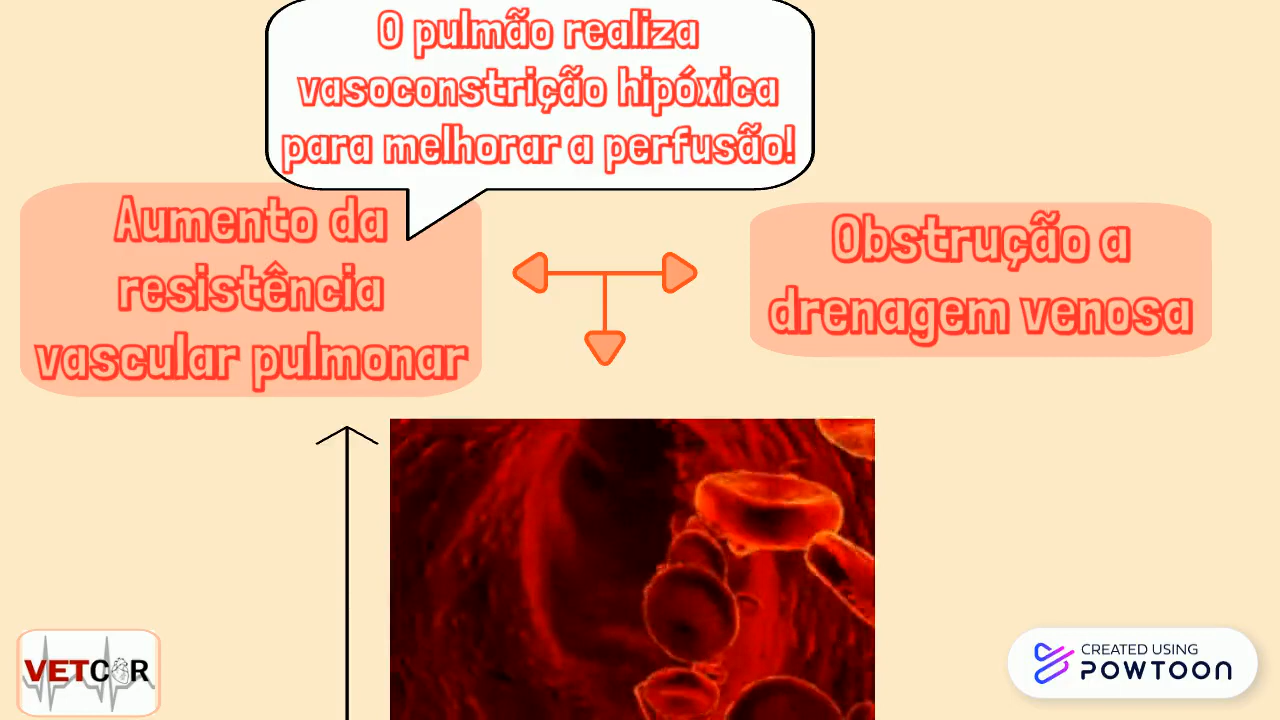 O pulmão realiza
vasoconstrição hipóxica
para melhorar a perfusão!
Aumento da
resistência
vascular pulmonar
Obstrução a
drenagem venosa
VETCOR
CREATED USING
POWTOON